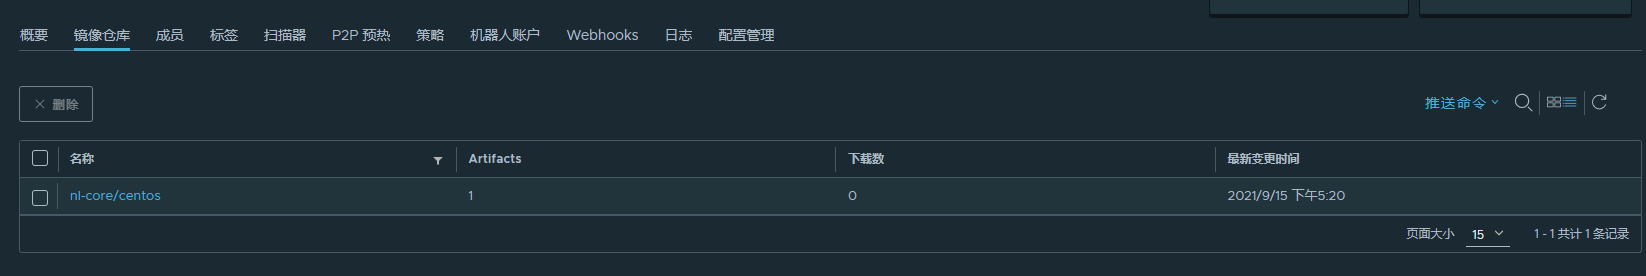 概要 镜像仓库 成员 标签 扫描器 P2P 预热 策略 机器人账户 Webhooks 日志 配置管理
删除
推送命令
名称 Artifacts 下载数 最新变更时间
nl-core/centos 1 0 2021/9/15 下午5:20
页面大小 15 1 - 1 共计 1 条记录